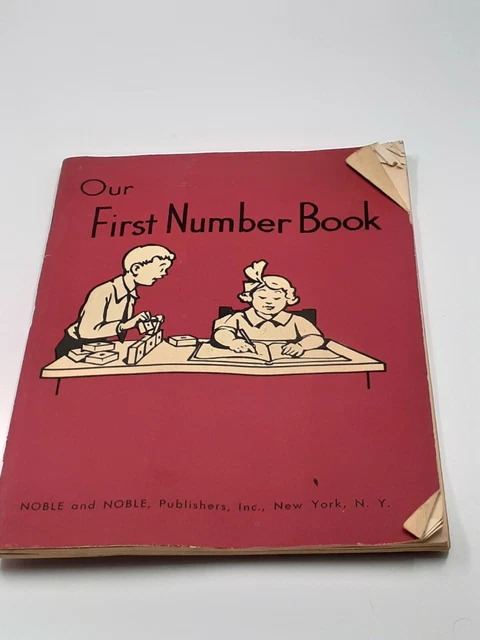 Our
First Number Book
NOBLE and NOBLE, Publishers, Inc., New York, N. Y.